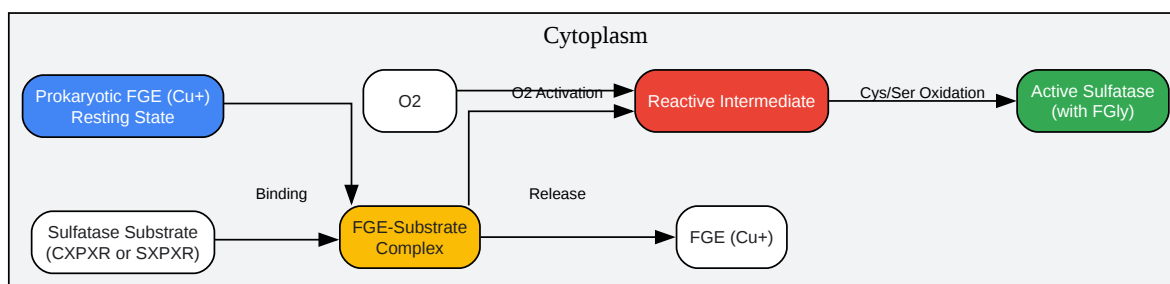 Cytoplasm
Prokaryotic FGE (Cu+)
Resting State
O2
O2 Activation
Reactive Intermediate
Cys/Ser Oxidation
Active Sulfatase
(with FGly)
Binding
Release
Sulfatase Substrate
(CXPXR or SXPXR)
FGE-Substrate
Complex
FGE (Cu+)